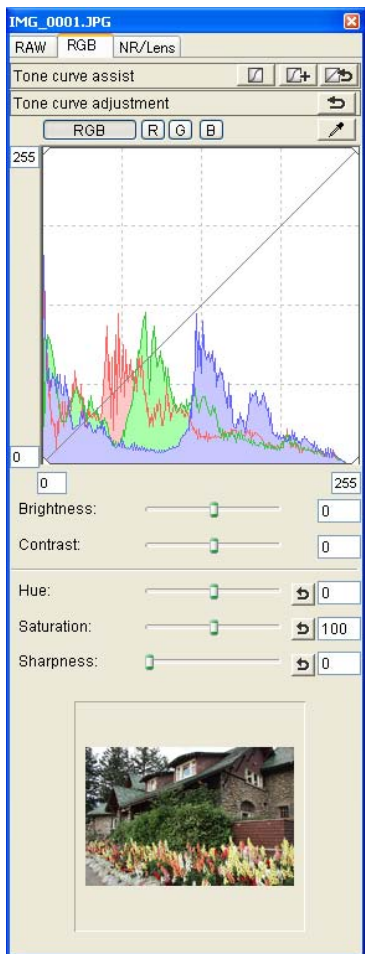 IMG_0001.JPG
RAW RGB NR/Lens
Tone curve assist
Tone curve adjustment
RGB R G B
255
0
0 255
Brightness: 0
Contrast: 0
Hue: 0
Saturation: 100
Sharpness: 0